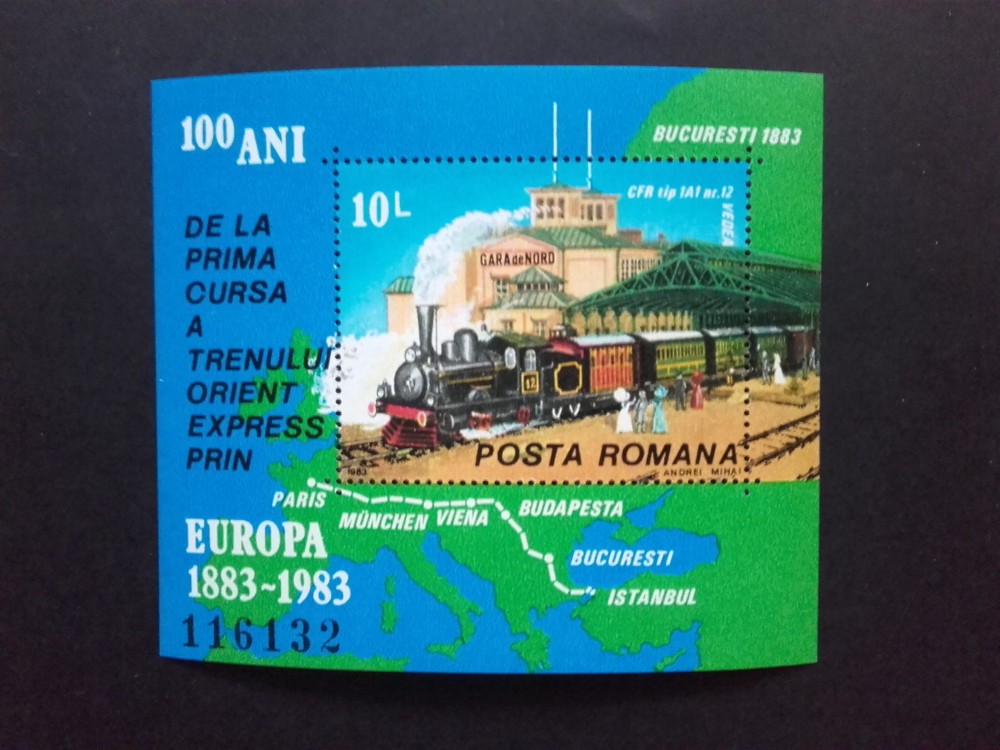 100 ANI
BUCURESTI 1883
10L
CFR tip 1A1 nr.12
VEDEA
DE LA
PRIMA
CURSA
A
TRENULUI
ORIENT
EXPRESS
PRIN
GARA de NORD
12
POSTA ROMANA
1983
ANDREI MIHAI
PARIS
MÜNCHEN
VIENA
BUDAPESTA
BUCURESTI
ISTANBUL
EUROPA
1883~1983
116132